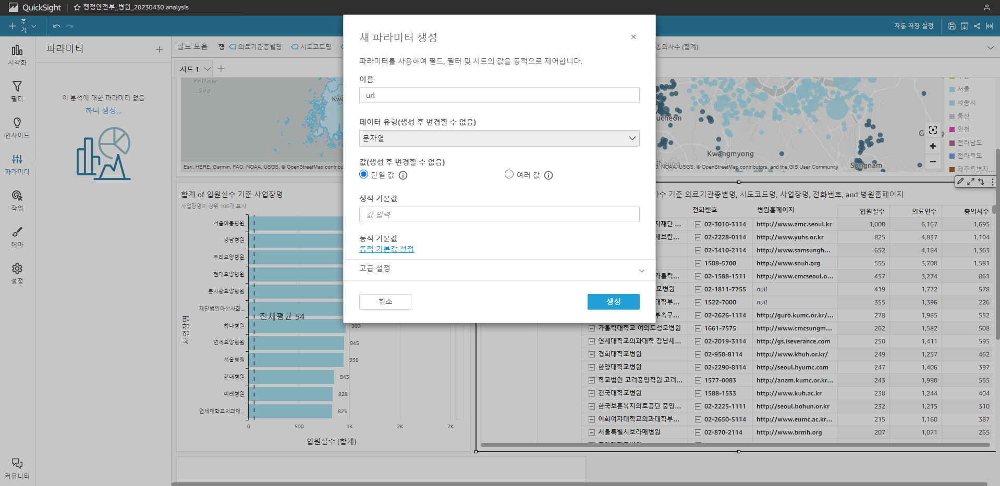 QuickSight
행정안전부_병원_20230430 analysis
추가
자동 저장 설정
시각화
필터
인사이트
파라미터
작업
테마
설정
커뮤니티
파라미터
이 분석에 대한 파라미터 없음
하나 생성...
필드 모음
행
의료기관종별명
시도코드명
총의사수 (합계)
시트 1
Yellow
Sea
Kwa
Esri, HERE, Garmin, FAO, NOAA, USGS, © OpenStreetMap contribu
새 파라미터 생성
파라미터를 사용하여 필드, 필터 및 시트의 값을 동적으로 제어합니다.
이름
url
데이터 유형(생성 후 변경할 수 없음)
문자열
값(생성 후 변경할 수 없음)
단일 값
여러 값
정적 기본값
값 입력
동적 기본값
동적 기본값 설정
고급 설정
취소
생성
ucheon
Kwangmyong
iheung
Songnam
G
g
O, NOAA, USGS, © OpenStreetMap contributors, and the GIS User Community
서울
세종시
울산
인천
전라남도
전라북도
제주특별자...
합계 of 입원실수 기준 사업장명
사업장명의 상위 100개 표시
서울아동병원
강남병원
우리요양병원
현대요양병원
큰사랑요양병원
재단법인아산사회...
하나병원 960
연세요양병원 945
서울병원 936
현대병원 843
미래병원 828
연세대학교의과대... 825
전체평균 54
사업장명
0 500 1K 2K 2K
입원실수 (합계)
사수 기준 의료기관종별명, 시도코드명, 사업장명, 전화번호, and 병원홈페이지
전화번호 병원홈페이지 입원실수 의료인수 총의사수
지재단 ... 02-3010-3114 http://www.amc.seoul.kr 1,000 6,167 1,695
세브란... 02-2228-0114 http://www.yuhs.or.kr 825 4,837 1,104
02-3410-2114 http://www.samsungh... 652 4,184 1,363
1588-5700 http://www.snuh.org 555 3,708 1,581
가톨릭... 02-1588-1511 http://www.cmcseoul.o... 457 3,274 861
모병원 02-1811-7755 null 419 1,772 578
대학부... 1522-7000 null 355 1,396 226
부속구... 02-2626-1114 http://guro.kumc.or.kr/... 278 1,985 552
가톨릭대학교 여의도성모병원 1661-7575 http://www.cmcsungm... 262 1,582 508
연세대학교의과대학 강남세... 02-2019-3114 http://gs.iseverance.com 250 1,411 595
경희대학교병원 02-958-8114 http://www.khuh.or.kr/ 249 1,257 462
한양대학교병원 02-2290-8114 http://seoul.hyumc.com 247 1,406 397
학교법인 고려중앙학원 고려... 1577-0083 http://anam.kumc.or.kr... 243 1,990 555
건국대학교병원 1588-1533 http://www.kuh.ac.kr 238 1,244 404
한국보훈복지의료공단 중앙... 02-2225-1111 http://seoul.bohun.or.kr 232 1,215 310
이화여자대학교의과대학부... 02-2650-5114 http://www.eumc.ac.kr... 215 1,160 387
서울특별시보라매병원 02-870-2114 http://www.brmh.org 207 1,071 265